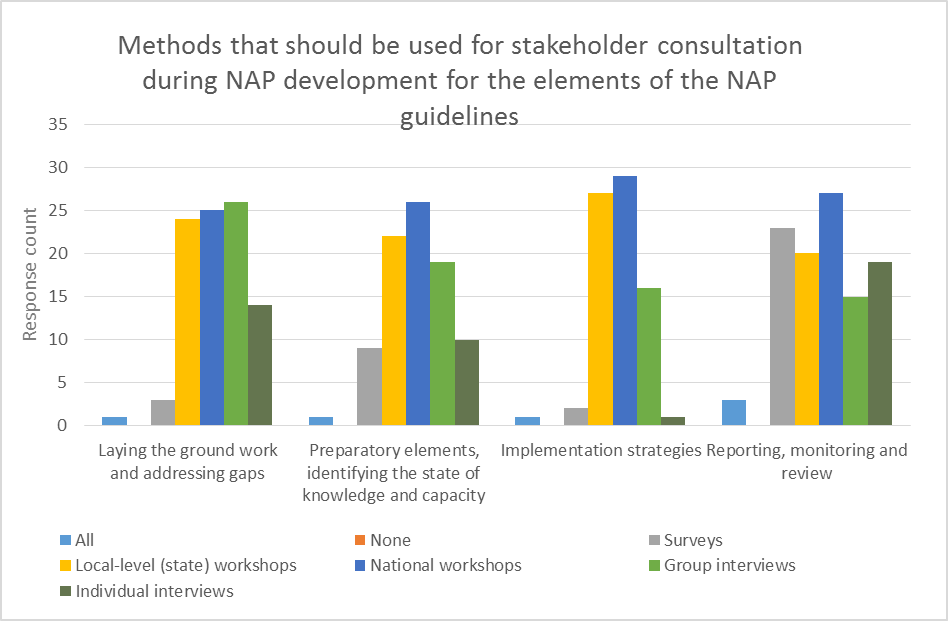 Methods that should be used for stakeholder consultation
during NAP development for the elements of the NAP
guidelines
35
30
25
20
15
10
5
0
Response count
Laying the ground work
and addressing gaps
Preparatory elements,
identifying the state of
knowledge and capacity
Implementation strategies
Reporting, monitoring and
review
All
None
Surveys
Local-level (state) workshops
National workshops
Group interviews
Individual interviews